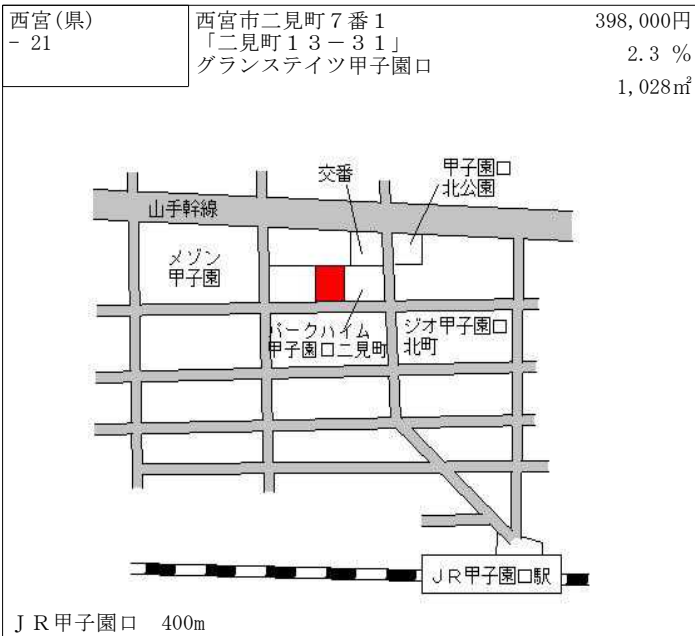 西宮(県)
- 21
西宮市二見町７番１
「二見町１３－３１」
グランステイツ甲子園口
398,000円
2.3 %
1,028㎡
交番
甲子園口
北公園
山手幹線
メゾン
甲子園
パークハイム
甲子園口二見町
ジオ甲子園口
北町
ＪＲ甲子園口駅
ＪＲ甲子園口　400m